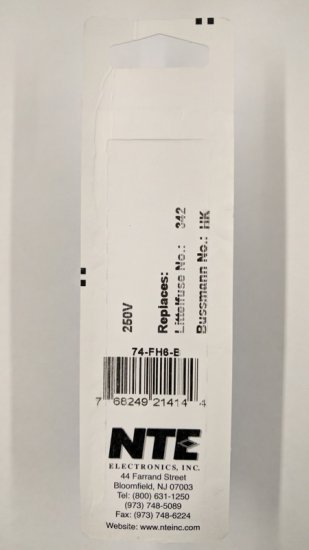 250V
Replaces:
Littelfuse No.: 342
Bussmann No.: HK
74-FH6-E
7 68249 21414 4
NTE
ELECTRONICS, INC.
44 Farrand Street
Bloomfield, NJ 07003
Tel: (800) 631-1250
(973) 748-5089
Fax: (973) 748-6224
Website: www.nteinc.com